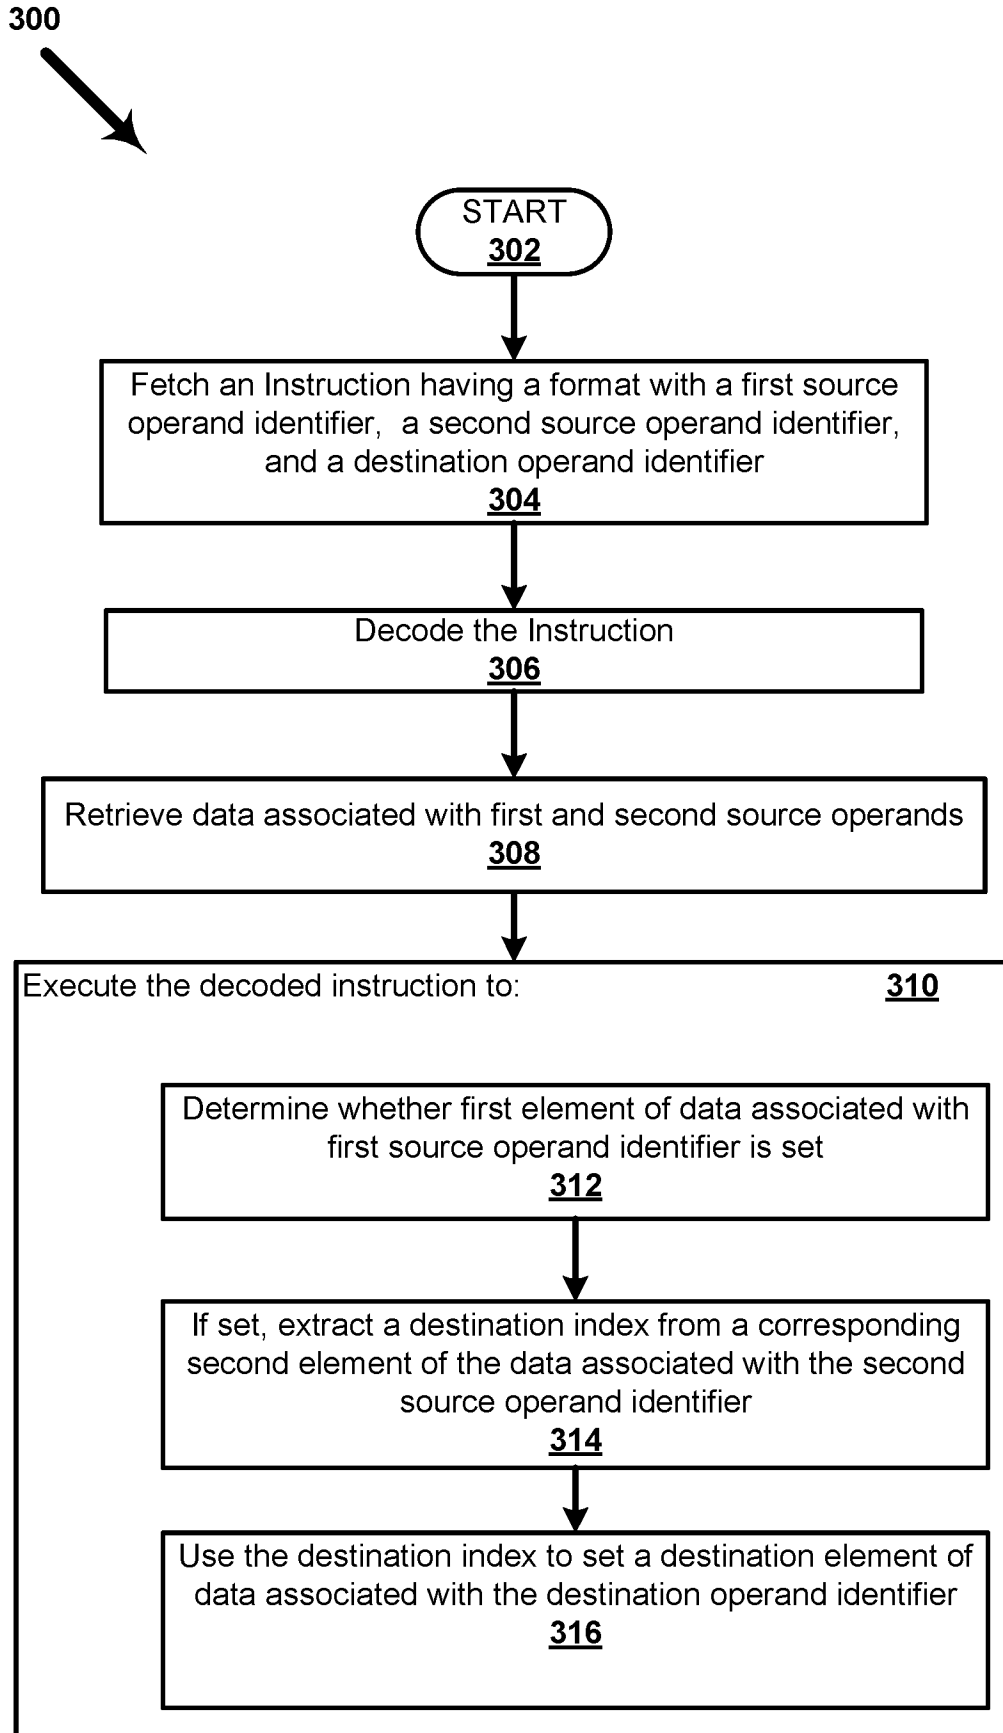 300
START
302
Fetch an Instruction having a format with a first source
operand identifier,  a second source operand identifier,
and a destination operand identifier
304
Decode the Instruction
306
Retrieve data associated with first and second source operands
308
Execute the decoded instruction to: 310
Determine whether first element of data associated with
first source operand identifier is set
312
If set, extract a destination index from a corresponding
second element of the data associated with the second
source operand identifier
314
Use the destination index to set a destination element of
data associated with the destination operand identifier
316